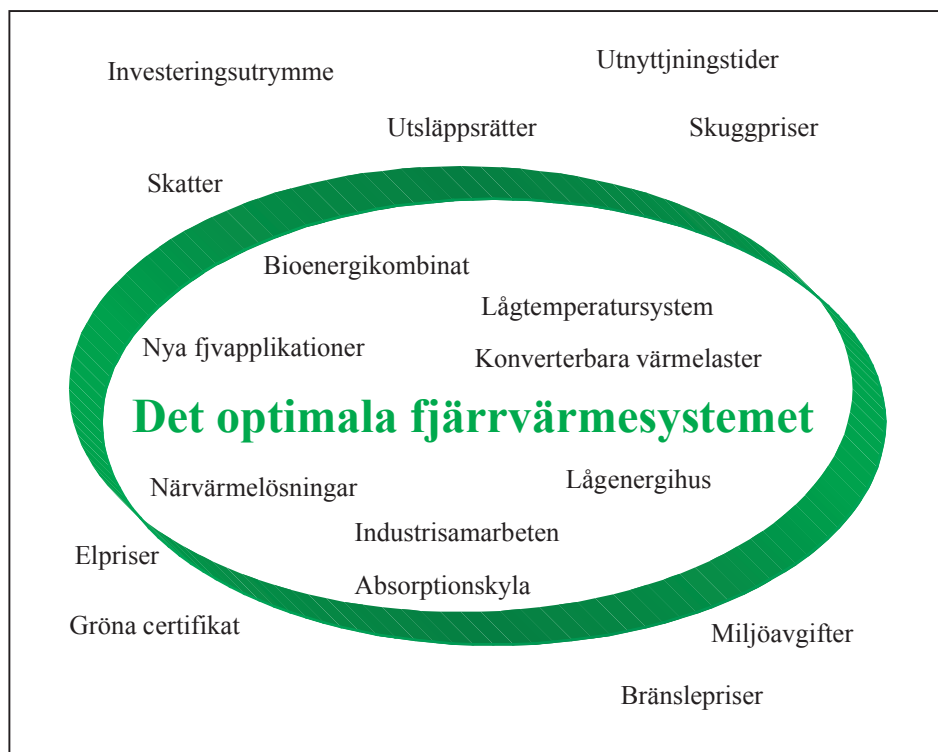 Investeringsutrymme
Utnyttjningstider
Utsläppsrätter
Skuggpriser
Skatter
Bioenergikombinat
Lågtemperatursystem
Nya fjvapplikationer
Konverterbara värmelaster
Det optimala fjärrvärmesystemet
Närvärmelösningar
Lågenergihus
Industrisamarbeten
Elpriser
Absorptionskyla
Gröna certifikat
Miljöavgifter
Bränslepriser